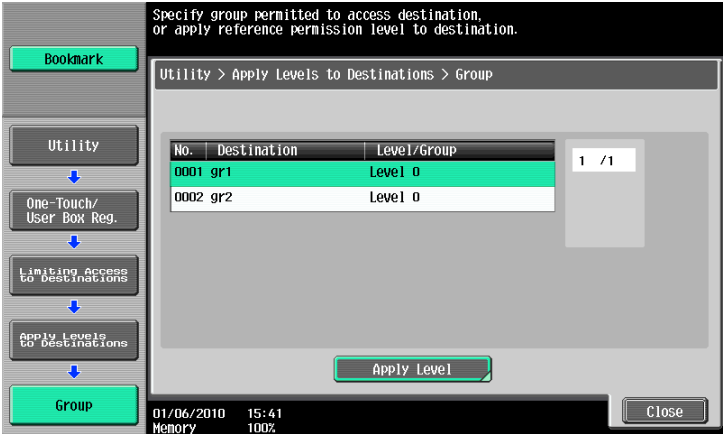 Specify group permitted to access destination,
or apply reference permission level to destination.
Bookmark
Utility > Apply Levels to Destinations > Group
Utility
One-Touch/
User Box Reg.
Limiting Access
to Destinations
Apply Levels
to Destinations
Group
No. Destination Level/Group
0001 gr1 Level 0
0002 gr2 Level 0
1 /1
Apply Level
01/06/2010 15:41
Memory 100%
Close